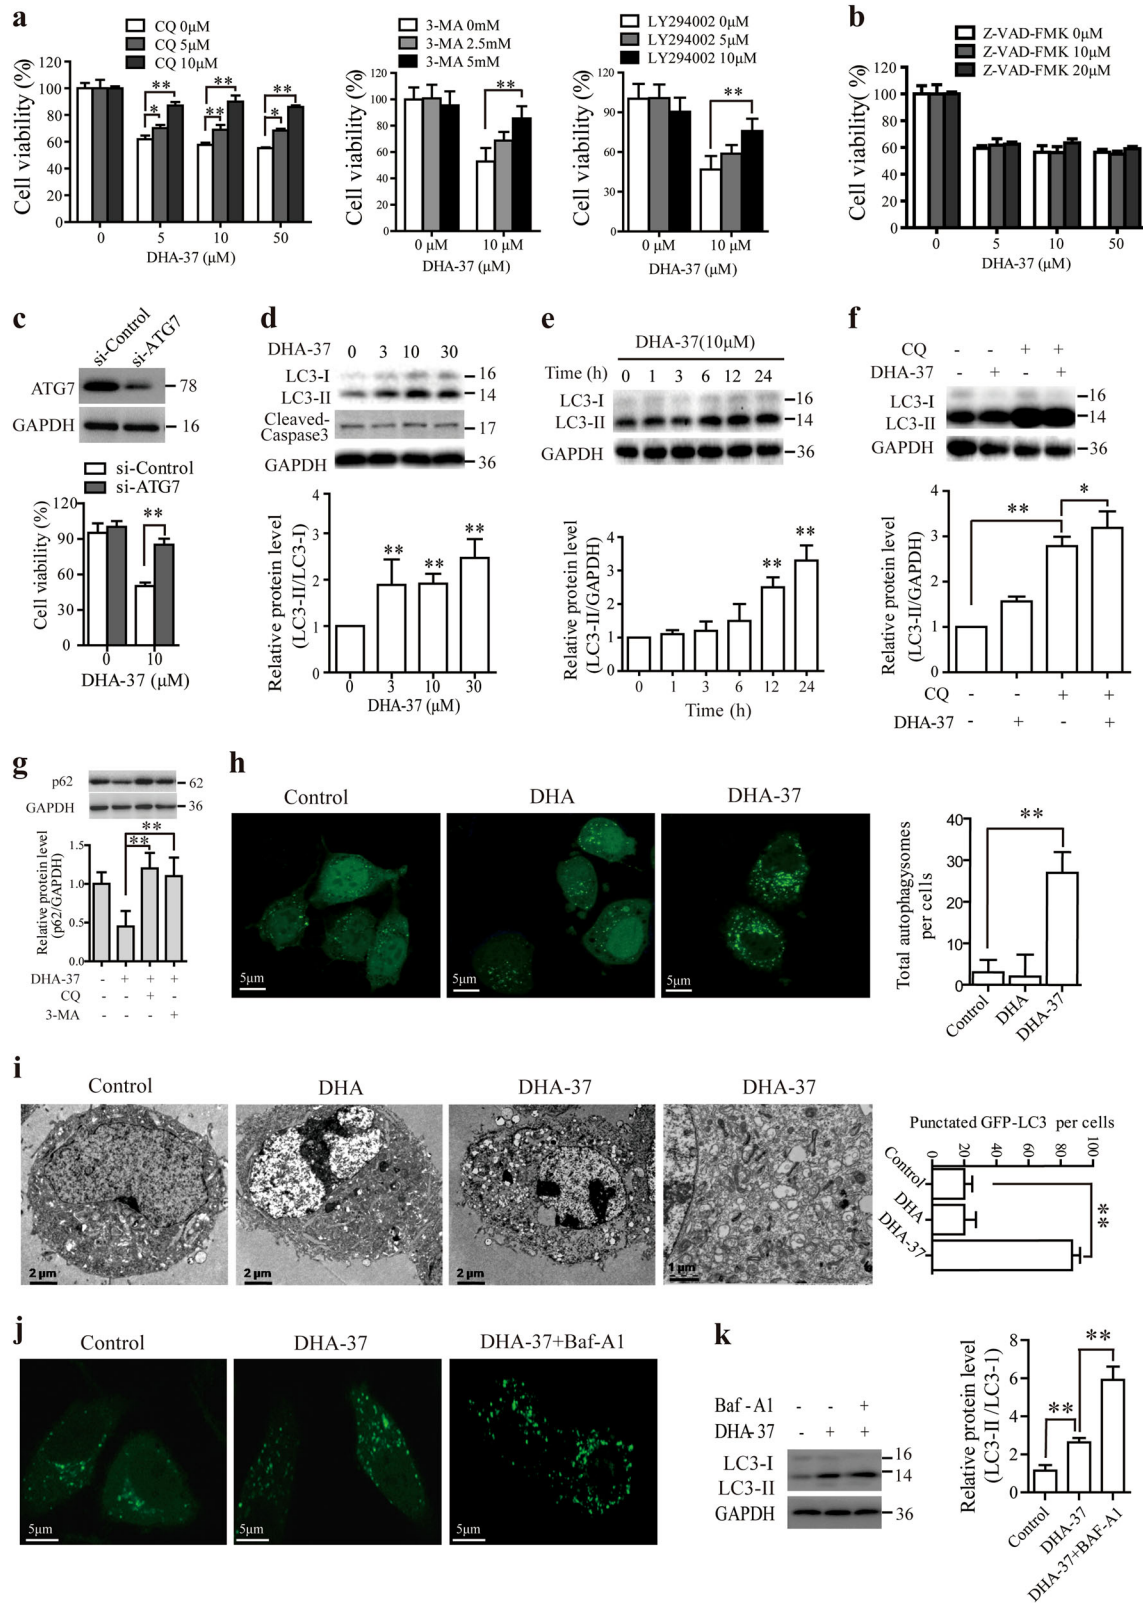 a
CQ 0μM
CQ 5μM
CQ 10μM
Cell viability (%)
120
100
80
60
40
20
0
** ** **
* ** *
0 5 10 50
DHA-37 (μM)
3-MA 0mM
3-MA 2.5mM
3-MA 5mM
Cell viability (%)
120
100
80
60
40
20
0
**
0 μM 10 μM
DHA-37 (μM)
LY294002 0μM
LY294002 5μM
LY294002 10μM
Cell viability (%)
120
90
60
30
0
**
0 μM 10 μM
DHA-37 (μM)
b
Z-VAD-FMK 0μM
Z-VAD-FMK 10μM
Z-VAD-FMK 20μM
Cell viability( %)
120
100
80
60
40
20
0
0 5 10 50
DHA-37 (μM)
c
si-Control
si-ATG7
ATG7 78
GAPDH 16
si-Control
si-ATG7
Cell viability (%)
120
90
60
30
0
**
0 10
DHA-37 (μM)
d
DHA-37 0 3 10 30
LC3-I 16
LC3-II 14
Cleaved-
Caspase3 17
GAPDH 36
Relative protein level
(LC3-II/LC3-I)
4
3
2
1
0
** ** **
0 3 10 30
DHA-37 (μM)
e
DHA-37(10μM)
Time (h) 0 1 3 6 12 24
LC3-I 16
LC3-II 14
GAPDH 36
Relative protein level
(LC3-II/GAPDH)
4
3
2
1
0
** **
0 1 3 6 12 24
Time (h)
f
CQ - - + +
DHA-37 - + - +
LC3-I 16
LC3-II 14
GAPDH 36
Relative protein level
(LC3-II/GAPDH)
4
3
2
1
0
** *
CQ - - + +
DHA-37 - + - +
g
p62 62
GAPDH 36
Relative protein level
(p62/GAPDH)
1.5
1.0
0.5
0.0
**
**
DHA-37 - + + +
CQ - - + -
3-MA - - - +
h
Control DHA DHA-37
5μm 5μm 5μm
Total autophagysomes
per cells
40
30
20
10
0
**
Control DHA DHA-37
i
Control DHA DHA-37 DHA-37
2 μm 2 μm 2 μm 1 μm
Punctated GFP-LC3 per cells
0 20 40 60 80 100
Control
DHA
DHA-37
**
j
Control DHA-37 DHA-37+Baf-A1
5μm 5μm 5μm
k
Baf - A1 - - +
DHA-37 - + +
LC3-I 16
LC3-II 14
GAPDH 36
Relative protein level
(LC3-II /LC3-1)
8
6
4
2
0
** **
Control DHA-37 DHA-37+BAF-A1